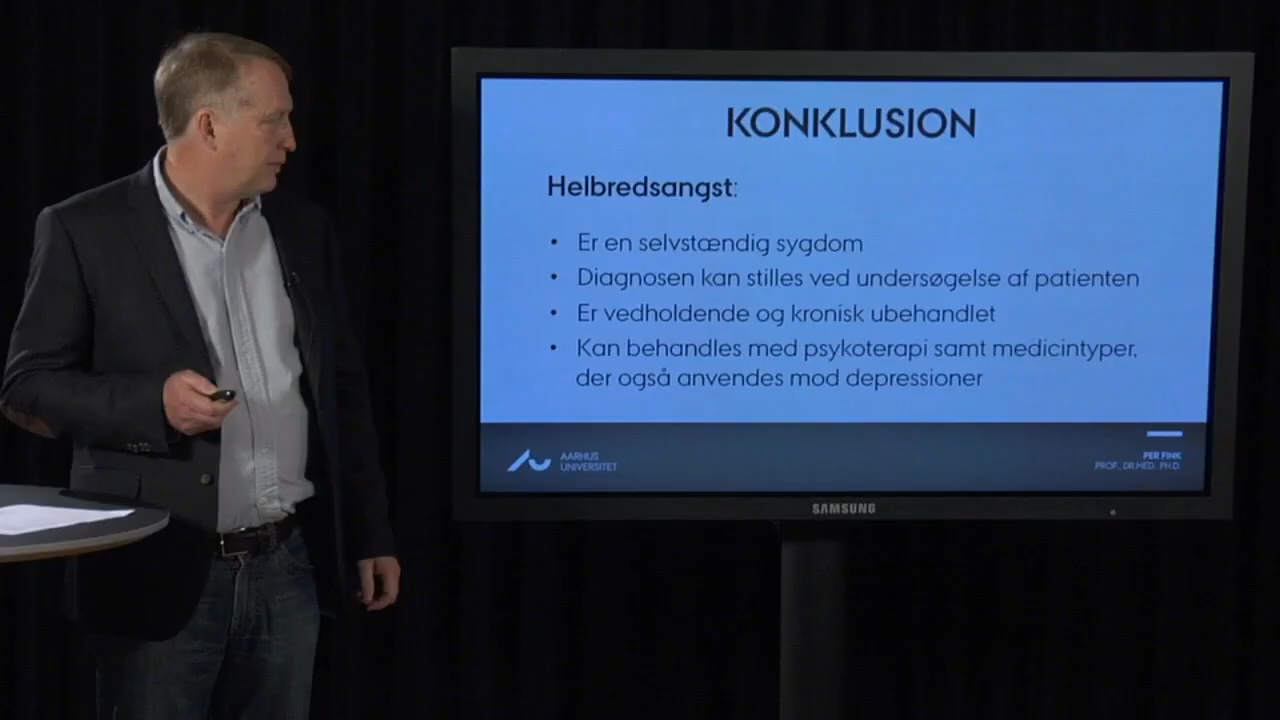 KONKLUSION
Helbredsangst:
• Er en selvstændig sygdom
• Diagnosen kan stilles ved undersøgelse af patienten
• Er vedholdende og kronisk ubehandlet
• Kan behandles med psykoterapi samt medicintyper,
der også anvendes mod depressioner
AARHUS
UNIVERSITET
PER FINK
PROF., DR.MED. PH.D.
SAMSUNG